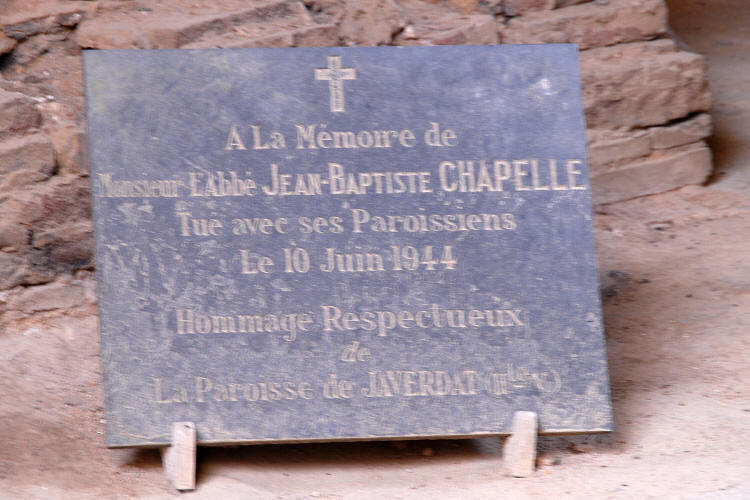 A La Mémoire de
Monsieur l'Abbé JEAN-BAPTISTE CHAPELLE
Tué avec ses Paroissiens
Le 10 Juin 1944
Hommage Respectueux
de
La Paroisse de JAVERDAT (Hte V.)